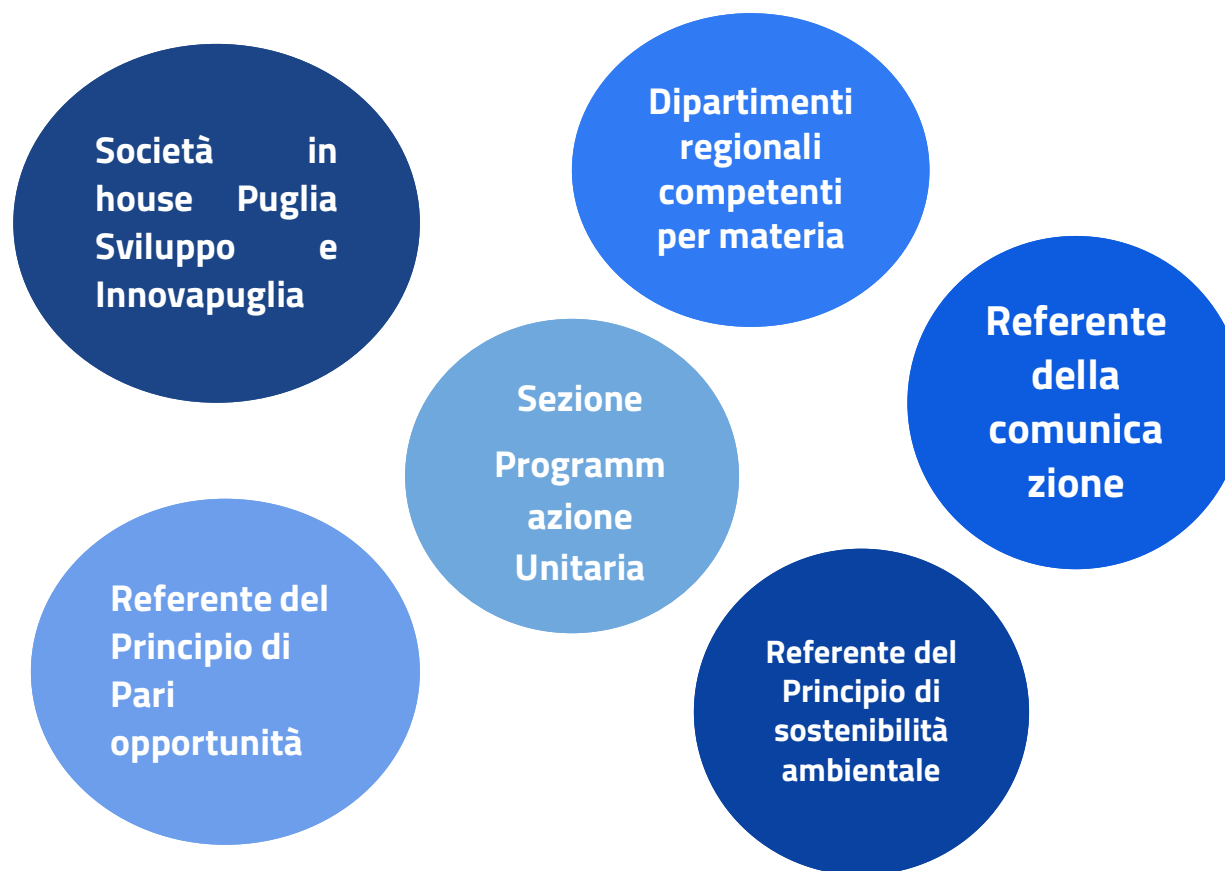 Società in
house Puglia
Sviluppo e
Innovapuglia
Dipartimenti
regionali
competenti
per materia
Referente
della
comunica
zione
Sezione
Programm
azione
Unitaria
Referente del
Principio di
Pari
opportunità
Referente del
Principio di
sostenibilità
ambientale